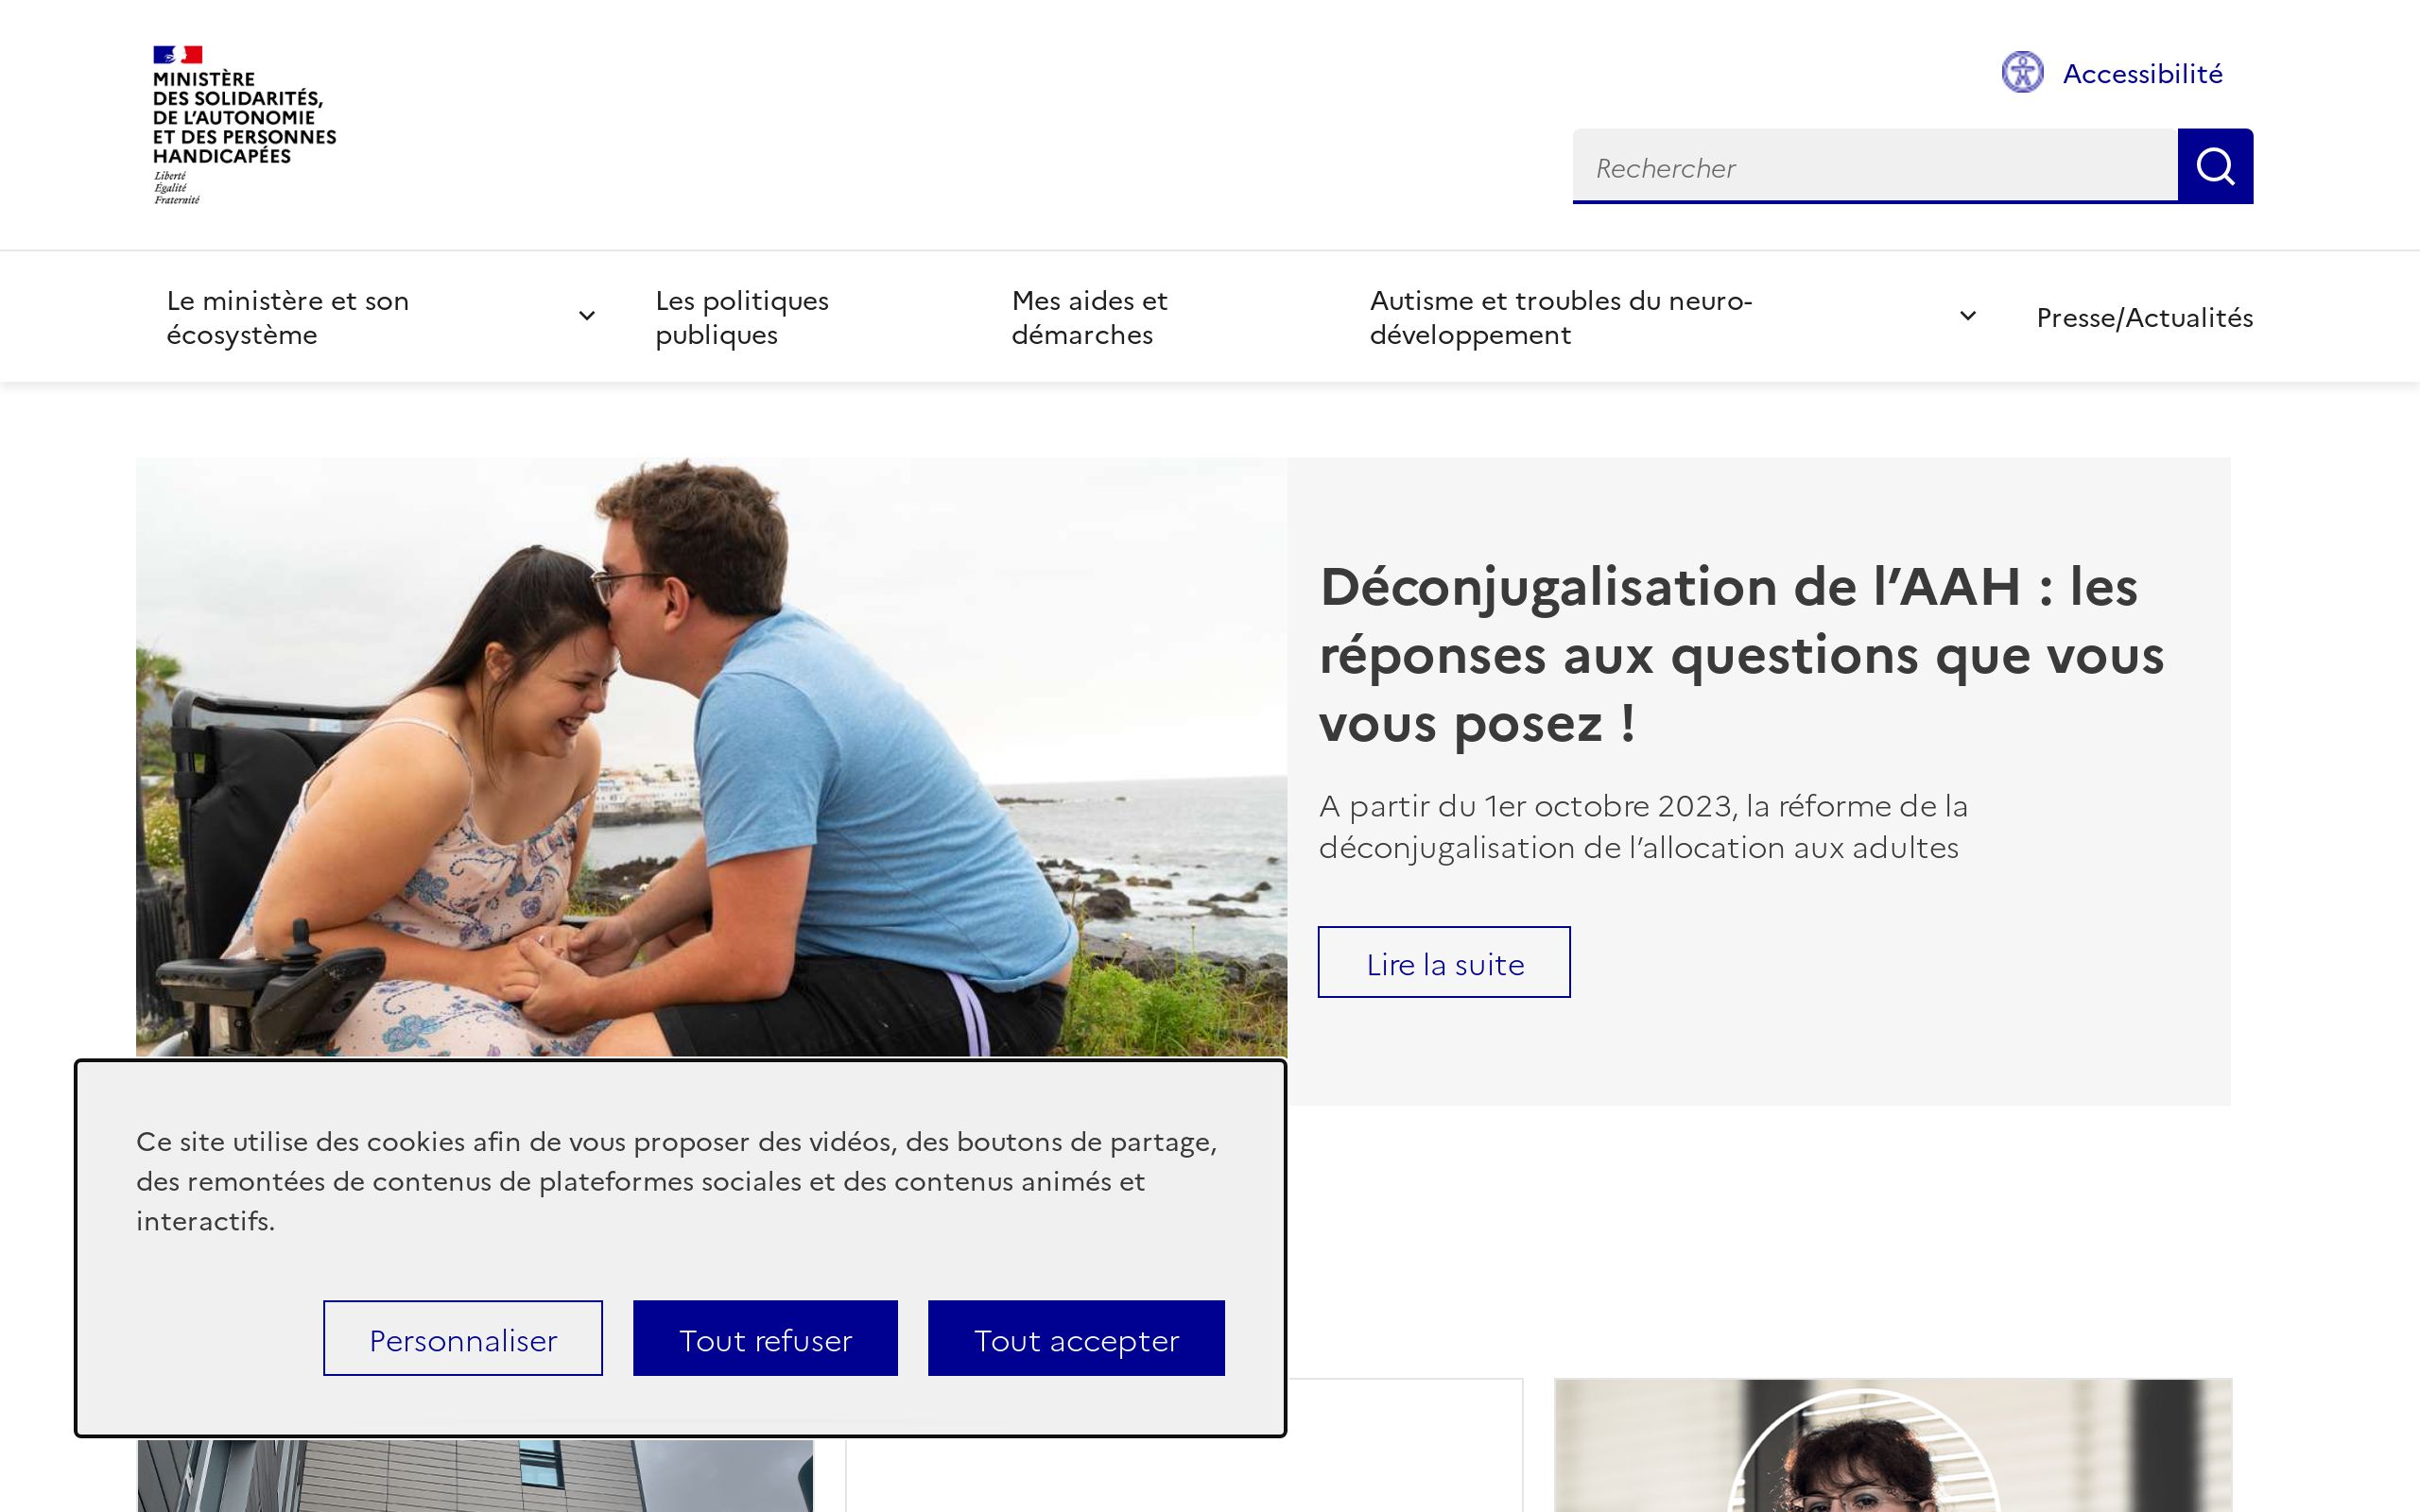 MINISTÈRE
DES SOLIDARITÉS,
DE L'AUTONOMIE
ET DES PERSONNES
HANDICAPÉES
Liberté
Égalité
Fraternité
Accessibilité
Rechercher
Le ministère et son
écosystème
Les politiques
publiques
Mes aides et
démarches
Autisme et troubles du neuro-
développement
Presse/Actualités
Déconjugalisation de l’AAH : les
réponses aux questions que vous
vous posez !
A partir du 1er octobre 2023, la réforme de la
déconjugalisation de l’allocation aux adultes
Lire la suite
Ce site utilise des cookies afin de vous proposer des vidéos, des boutons de partage,
des remontées de contenus de plateformes sociales et des contenus animés et
interactifs.
Personnaliser
Tout refuser
Tout accepter